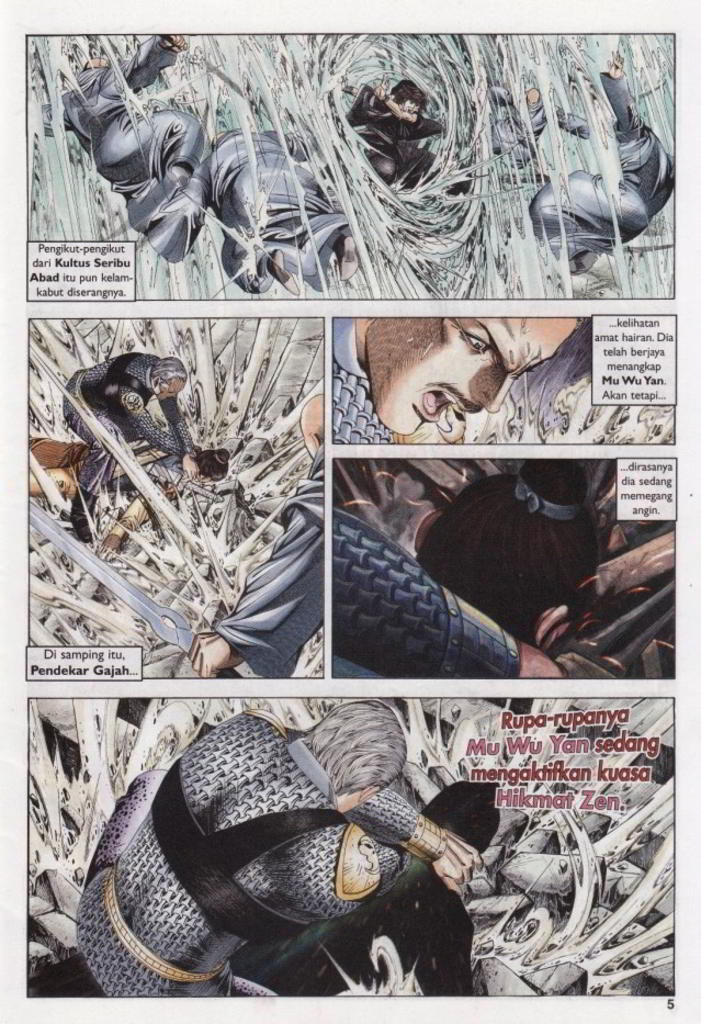 Pengikut-pengikut
dari Kultus Seribu
Abad itu pun kelam-
kabut diserangnya.
Di samping itu,
Pendekar Gajah...
...kelihatan
amat hairan. Dia
telah berjaya
menangkap
Mu Wu Yan.
Akan tetapi...
...dirasanya
dia sedang
memegang
angin.
Rupa-rupanya
Mu Wu Yan sedang
mengaktifkan kuasa
Hikmat Zen.
5